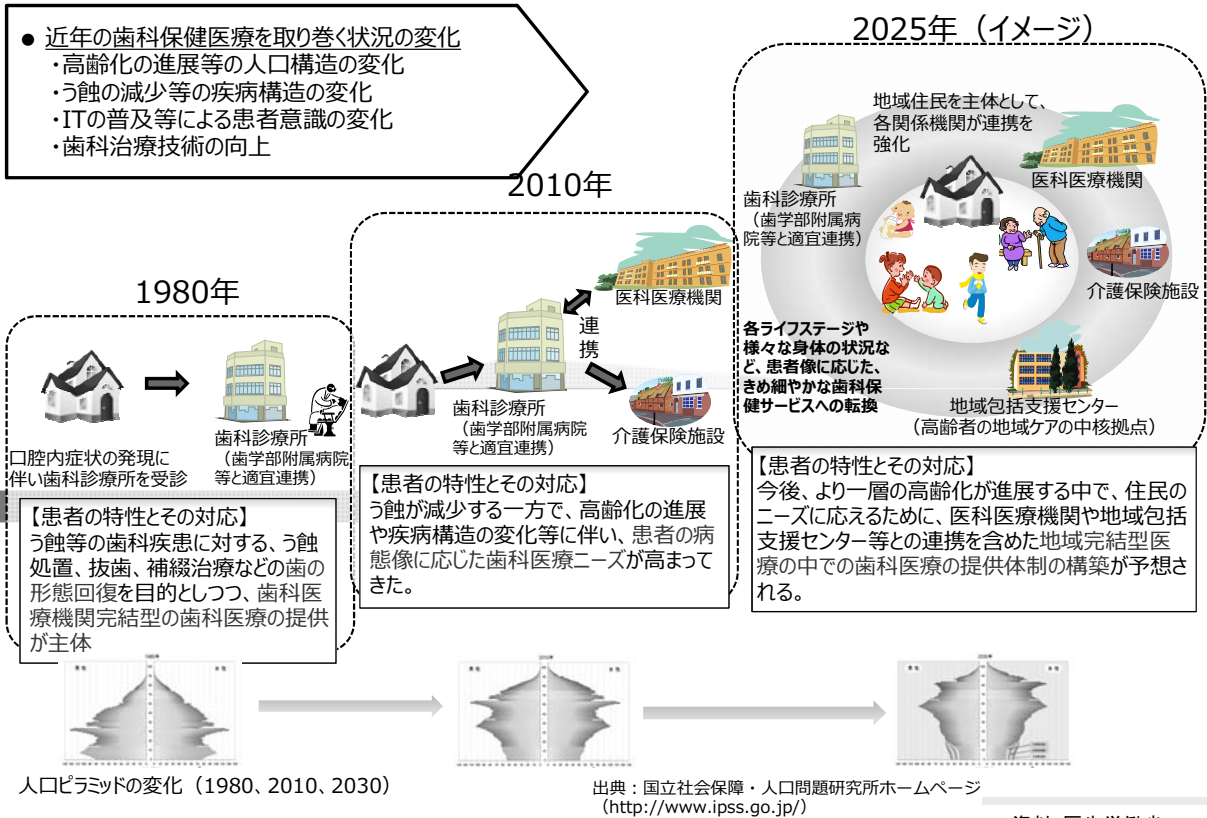 ● 近年の歯科保健医療を取り巻く状況の変化
・高齢化の進展等の人口構造の変化
・う蝕の減少等の疾病構造の変化
・ITの普及等による患者意識の変化
・歯科治療技術の向上
1980年
口腔内症状の発現に
伴い歯科診療所を受診
歯科診療所
（歯学部附属病院
等と適宜連携）
【患者の特性とその対応】
う蝕等の歯科疾患に対する、う蝕
処置、抜歯、補綴治療などの歯の
形態回復を目的としつつ、歯科医
療機関完結型の歯科医療の提供
が主体
2010年
医科医療機関
連
携
歯科診療所
（歯学部附属病院
等と適宜連携）
介護保険施設
【患者の特性とその対応】
う蝕が減少する一方で、高齢化の進展
や疾病構造の変化等に伴い、患者の病
態像に応じた歯科医療ニーズが高まって
きた。
2025年（イメージ）
地域住民を主体として、
各関係機関が連携を
強化
医科医療機関
歯科診療所
（歯学部附属病
院等と適宜連携）
介護保険施設
各ライフステージや
様々な身体の状況な
ど、患者像に応じた、
きめ細やかな歯科保
健サービスへの転換
地域包括支援センター
（高齢者の地域ケアの中核拠点）
【患者の特性とその対応】
今後、より一層の高齢化が進展する中で、住民の
ニーズに応えるために、医科医療機関や地域包括
支援センター等との連携を含めた地域完結型医
療の中での歯科医療の提供体制の構築が予想さ
れる。
1980年
2010年
人口ピラミッドの変化（1980、2010、2030）
出典：国立社会保障・人口問題研究所ホームページ
（http://www.ipss.go.jp/）